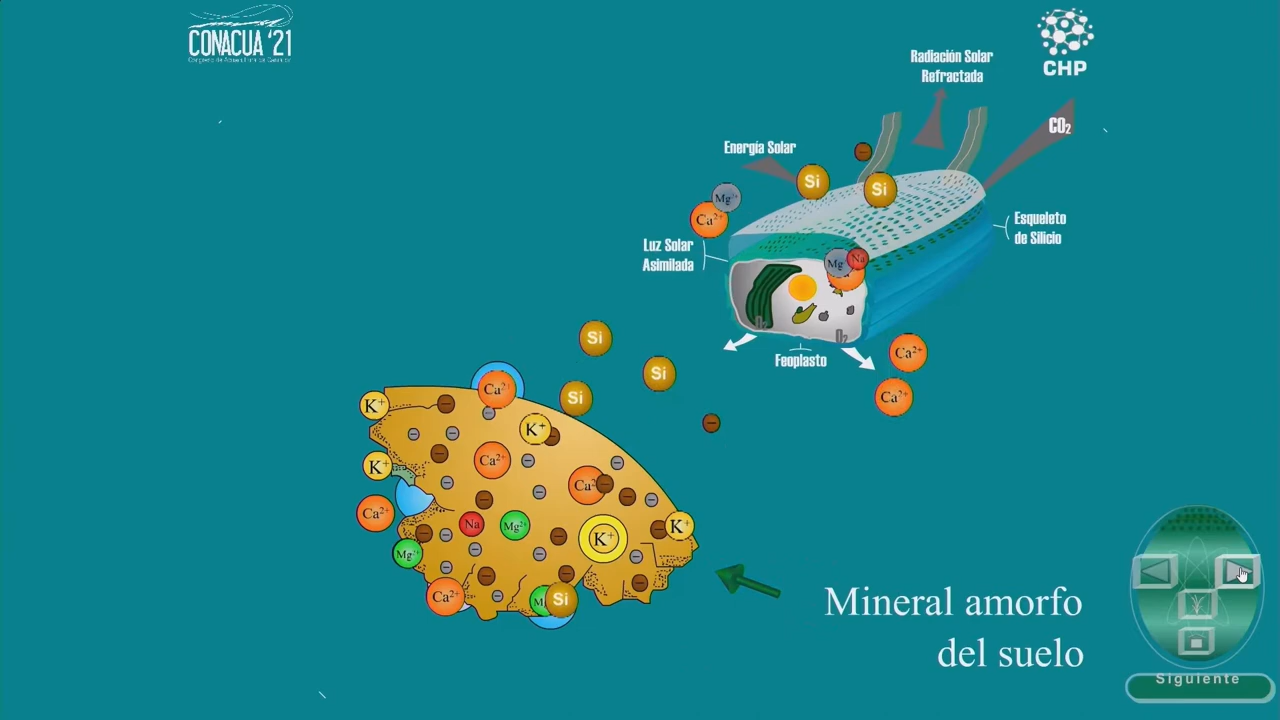 CONACUA '21
CHP
Radiación Solar
Refractada
CO₂
Energía Solar
Si
Si
Mg²⁺
Ca²⁺
Esqueleto
de Silicio
Luz Solar
Asimilada
Mg
Na
O₂
O₂
Feoplasto
Ca²⁺
Ca²⁺
Si
Si
Si
Ca²⁺
K⁺
K⁺
Ca²⁺
K⁺
Ca²
Ca²⁺
Na
Mg²⁺
K⁺
K⁺
Mg²⁺
Ca²⁺
Si
Mineral amorfo
del suelo
Siguiente